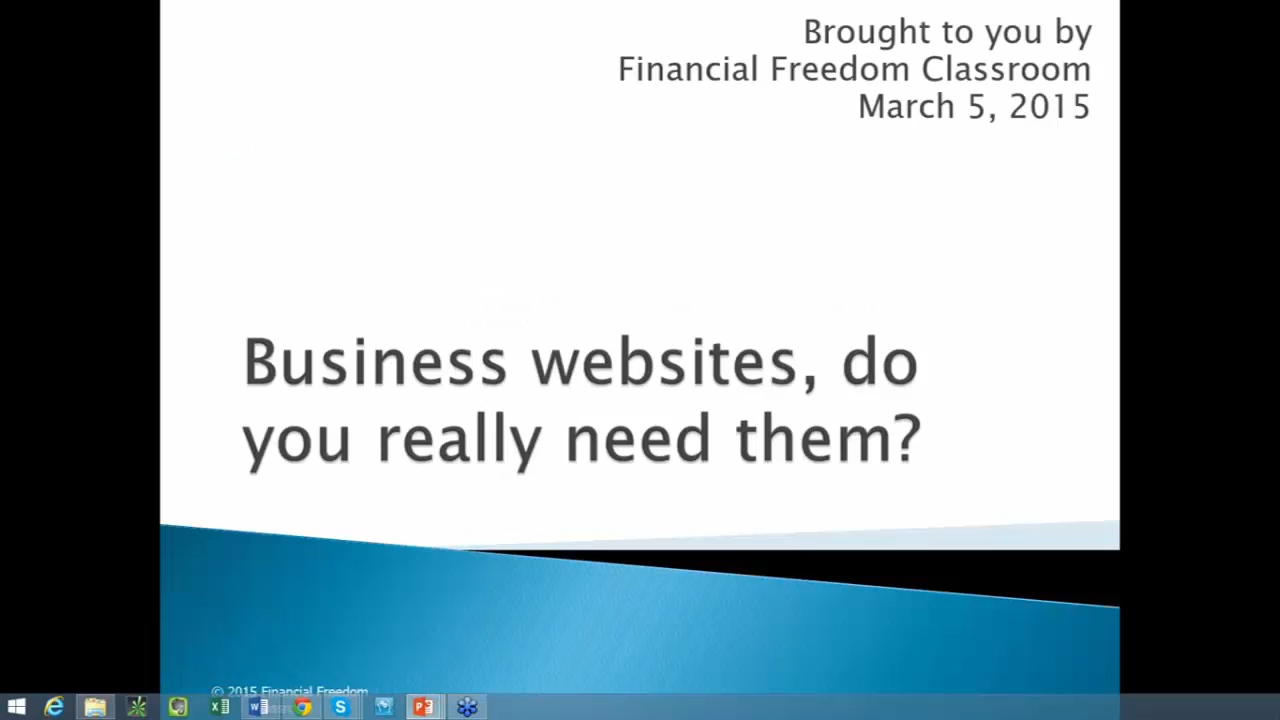 Brought to you by
Financial Freedom Classroom
March 5, 2015
Business websites, do
you really need them?
© 2015 Financial Freedom